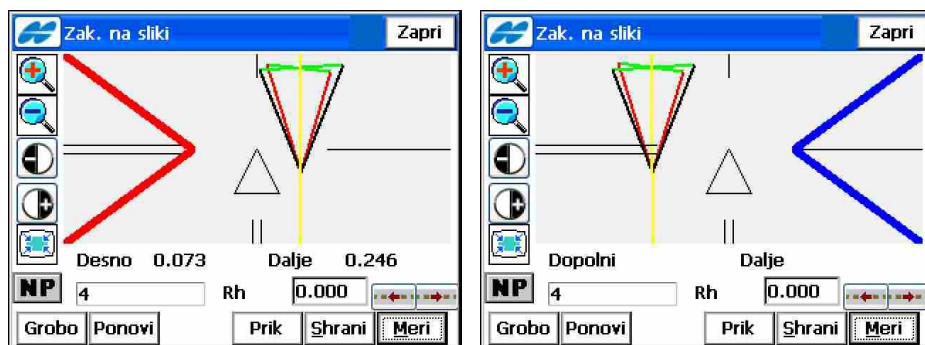 Zak. na sliki Zapri
Desno 0.073 Dalje 0.246
NP 4 Rh 0.000
Grobo Ponovi Prik Shrani Meri
Zak. na sliki Zapri
Dopolni Dalje
NP 4 Rh 0.000
Grobo Ponovi Prik Shrani Meri